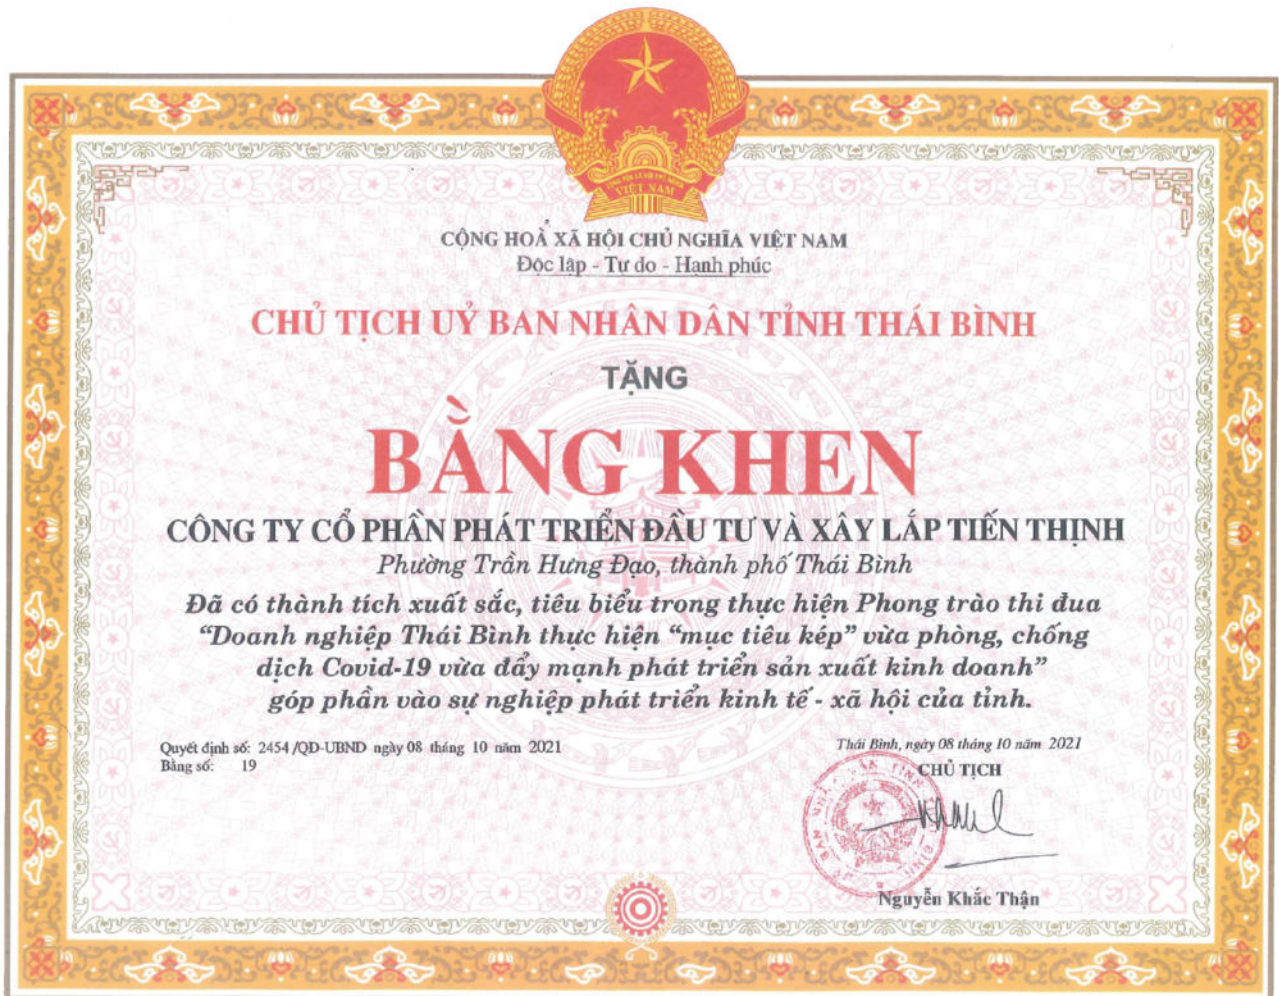 VIỆT NAM
CỘNG HOÀ XÃ HỘI CHỦ NGHĨA VIỆT NAM
Độc lập - Tự do - Hạnh phúc
CHỦ TỊCH UỶ BAN NHÂN DÂN TỈNH THÁI BÌNH
TẶNG
BẰNG KHEN
CÔNG TY CỔ PHẦN PHÁT TRIỂN ĐẦU TƯ VÀ XÂY LẮP TIẾN THỊNH
Phường Trần Hưng Đạo, thành phố Thái Bình
Đã có thành tích xuất sắc, tiêu biểu trong thực hiện Phong trào thi đua
“Doanh nghiệp Thái Bình thực hiện “mục tiêu kép” vừa phòng, chống
dịch Covid-19 vừa đẩy mạnh phát triển sản xuất kinh doanh”
góp phần vào sự nghiệp phát triển kinh tế - xã hội của tỉnh.
Quyết định số: 2454/QĐ-UBND ngày 08 tháng 10 năm 2021
Bằng số: 19
Thái Bình, ngày 08 tháng 10 năm 2021
CHỦ TỊCH
Nguyễn Khắc Thận